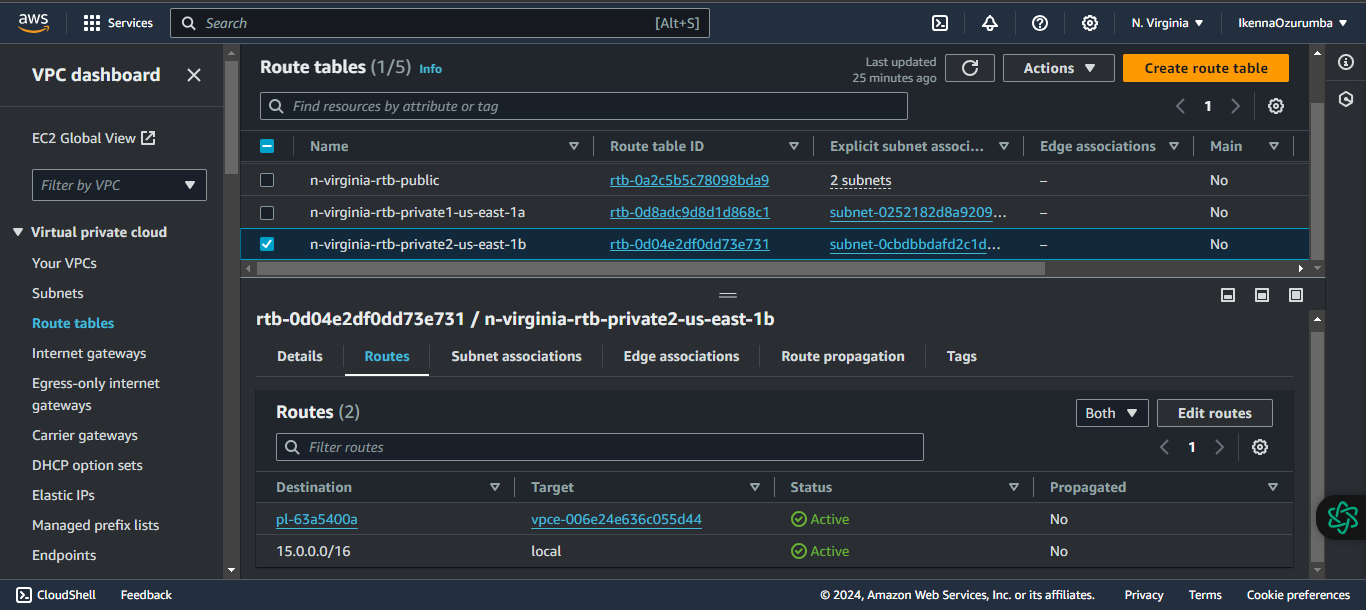 aws Services Search [Alt+S] N. Virginia IkennaOzurumba
VPC dashboard
EC2 Global View
Filter by VPC
Virtual private cloud
Your VPCs
Subnets
Route tables
Internet gateways
Egress-only internet
gateways
Carrier gateways
DHCP option sets
Elastic IPs
Managed prefix lists
Endpoints
Route tables (1/5) Info
Last updated
25 minutes ago
Actions
Create route table
Find resources by attribute or tag
1
Name Route table ID Explicit subnet associ... Edge associations Main
n-virginia-rtb-public rtb-0a2c5b5c78098bda9 2 subnets – No
n-virginia-rtb-private1-us-east-1a rtb-0d8adc9d8d1d868c1 subnet-0252182d8a9209... – No
n-virginia-rtb-private2-us-east-1b rtb-0d04e2df0dd73e731 subnet-0cbdbbdafd2c1d... – No
rtb-0d04e2df0dd73e731 / n-virginia-rtb-private2-us-east-1b
Details Routes Subnet associations Edge associations Route propagation Tags
Routes (2)
Both
Edit routes
Filter routes
1
Destination Target Status Propagated
pl-63a5400a vpce-006e24e636c055d44 Active No
15.0.0.0/16 local Active No
CloudShell Feedback © 2024, Amazon Web Services, Inc. or its affiliates. Privacy Terms Cookie preferences